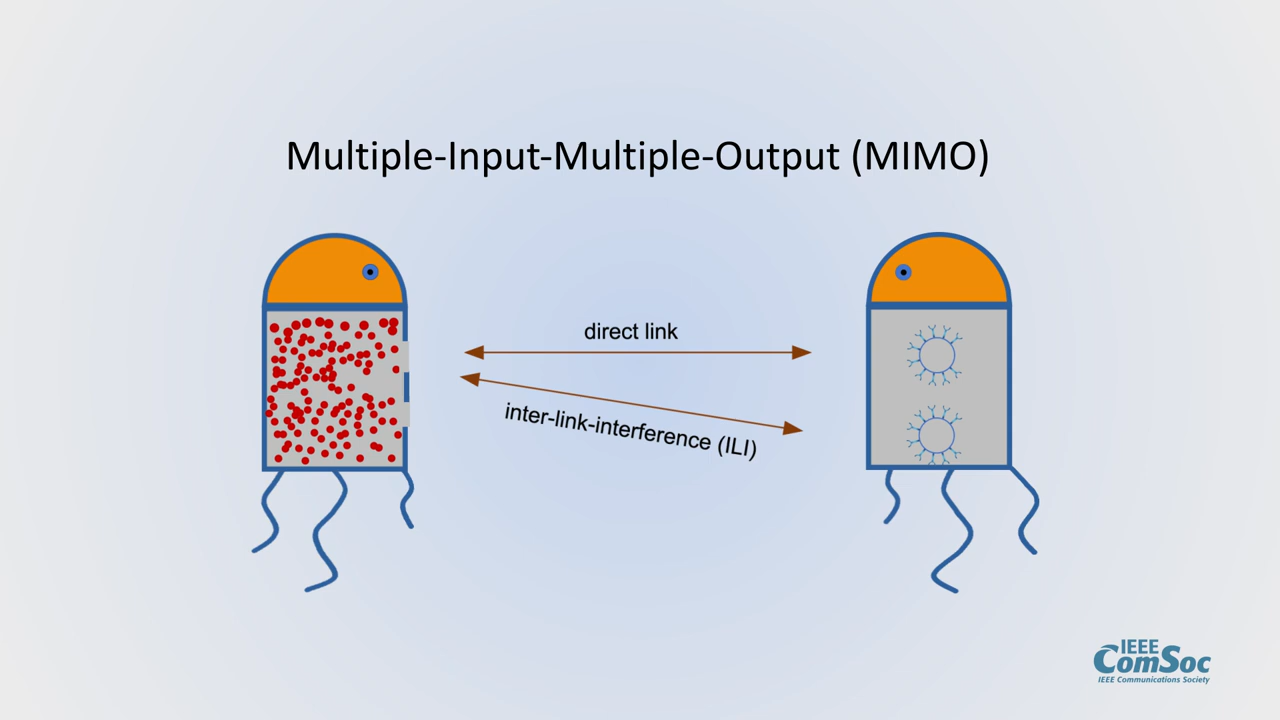 Multiple-Input-Multiple-Output (MIMO)
direct link
inter-link-interference (ILI)
IEEE
ComSoc
IEEE Communications Society